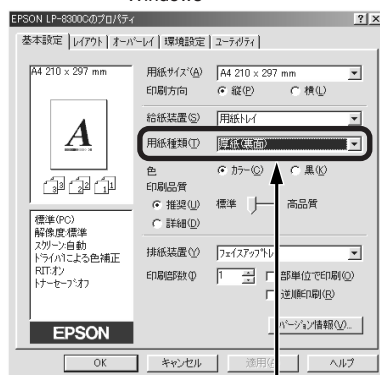 Windows
EPSON LP-8300Cのプロパティ
基本設定 レイアウト オーバーレイ 環境設定 ユーティリティ
A4 210 x 297 mm
用紙サイズ(A) A4 210 x 297 mm
印刷方向 縦(P) 横(L)
給紙装置(S) 用紙トレイ
A
用紙種類(T) 厚紙(裏面)
色 カラー(C) 黒(K)
印刷品質
推奨(U) 標準 高品質
詳細(D)
標準(PC)
解像度:標準
スクリーン:自動
ドライバによる色補正
RIT:オン
トナーセーブ:オフ
排紙装置(Y) フェイスアップトレイ
印刷部数(I) 1 部単位で印刷(O)
逆順印刷(R)
EPSON
バージョン情報(V)...
OK キャンセル 適用(A) ヘルプ